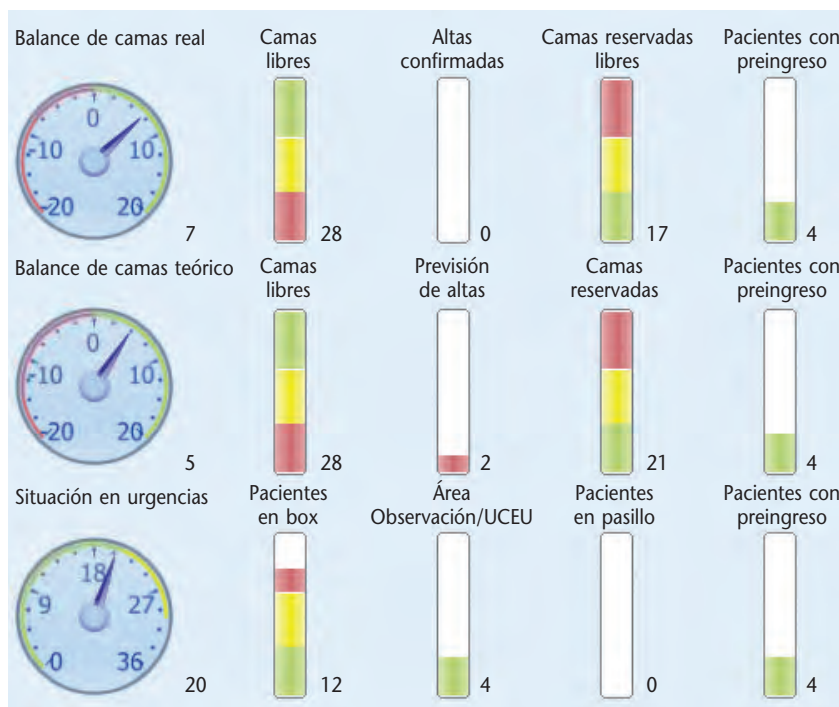 Balance de camas real
Camas
libres
Altas
confirmadas
Camas reservadas
libres
Pacientes con
preingreso
0
-10
10
-20
20
7
28
0
17
4
Balance de camas teórico
Camas
libres
Previsión
de altas
Camas
reservadas
Pacientes con
preingreso
0
-10
10
-20
20
5
28
2
21
4
Situación en urgencias
Pacientes
en box
Área
Observación/UCEU
Pacientes
en pasillo
Pacientes con
preingreso
18
9
27
0
36
20
12
4
0
4